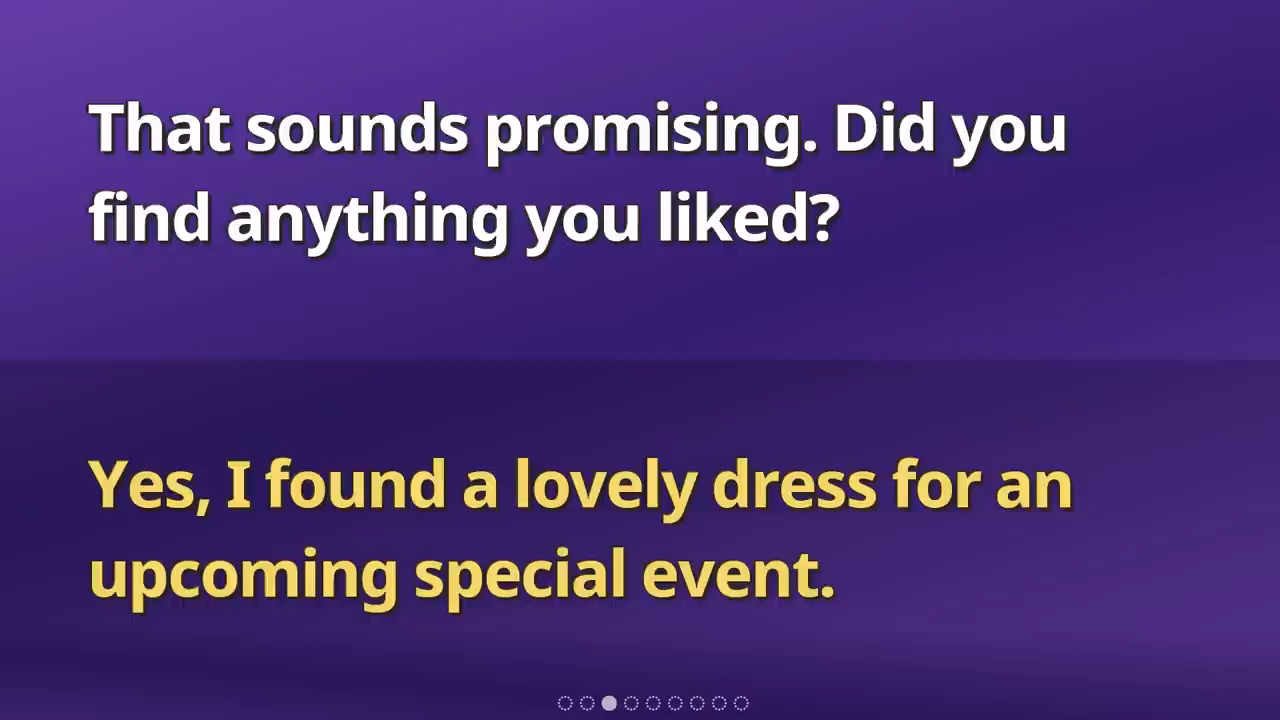 That sounds promising. Did you
find anything you liked?
Yes, I found a lovely dress for an
upcoming special event.